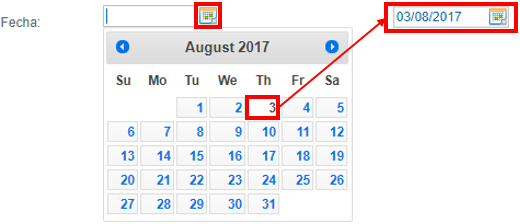 Fecha:
03/08/2017
August 2017
Su Mo Tu We Th Fr Sa
1 2 3 4 5
6 7 8 9 10 11 12
13 14 15 16 17 18 19
20 21 22 23 24 25 26
27 28 29 30 31